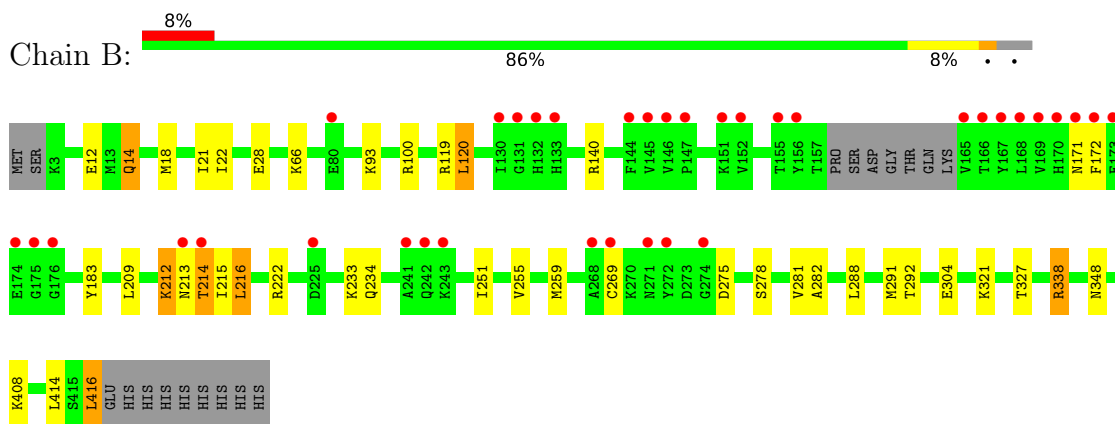 8%
Chain B:
86% 8% • •
MET SER K3 E12 M13 Q14 M18 I21 I22 E28 K66 E80 K93 R100 R119 L120 I130 G131 H132 H133 R140 F144 V145 V146 P147 K151 V152 T155 Y156 T157 PRO SER ASP GLY THR GLN LYS V165 T166 Y167 L168 V169 H170 N171 F172 E173
E174 G175 G176 Y183 L209 K212 N213 T214 I215 L216 R222 D225 K233 Q234 A241 Q242 K243 I251 V255 M259 A268 C269 K270 N271 Y272 D273 G274 D275 S278 V281 A282 L288 M291 T292 E304 K321 T327 R338 N348
K408 L414 S415 L416 GLU HIS HIS HIS HIS HIS HIS HIS HIS